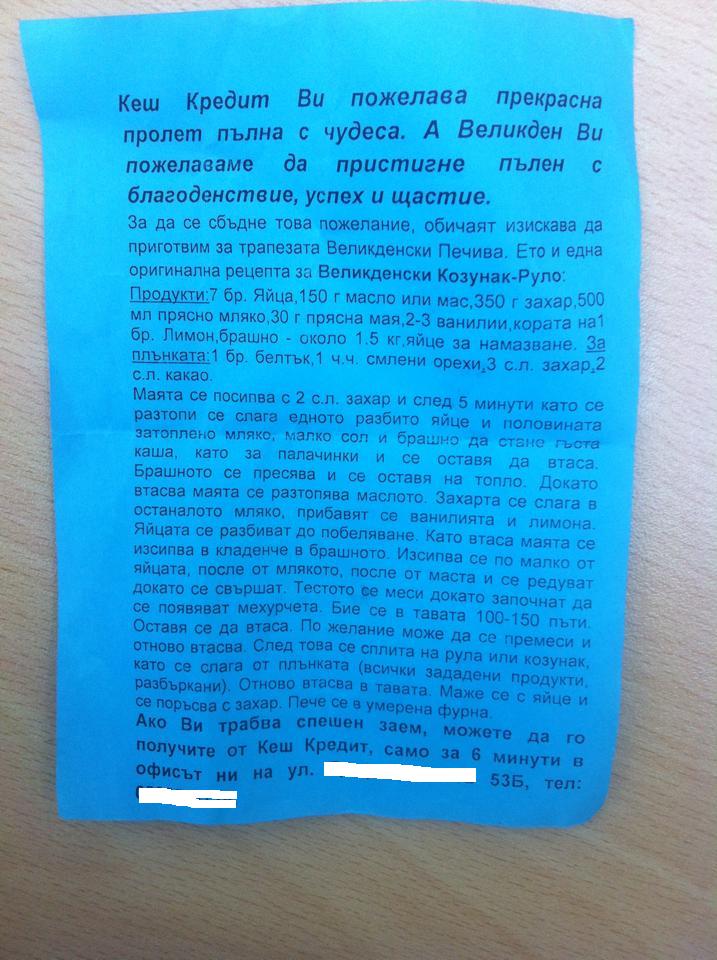 Кеш Кредит Ви пожелава прекрасна
пролет пълна с чудеса. А Великден Ви
пожелаваме да пристигне пълен с
благоденствие, успех и щастие.
За да се сбъдне това пожелание, обичаят изисква да
приготвим за трапезата Великденски Печива. Ето и една
оригинална рецепта за Великденски Козунак-Руло:
Продукти:7 бр. Яйца,150 г масло или мас,350 г захар,500
мл прясно мляко,30 г прясна мая,2-3 ванилии,кората на1
бр. Лимон,брашно - около 1.5 кг,яйце за намазване. За
плънката:1 бр. белтък,1 ч.ч. смлени орехи,3 с.л. захар,2
с.л. какао.
Маята се посипва с 2 с.л. захар и след 5 минути като се
разтопи се слага едното разбито яйце и половината
затоплено мляко, малко сол и брашно да стане гъста
каша, като за палачинки и се оставя да втаса.
Брашното се пресява и се оставя на топло. Докато
втасва маята се разтопява маслото. Захарта се слага в
останалото мляко, прибавят се ванилията и лимона.
Яйцата се разбиват до побеляване. Като втаса маята се
изсипва в кладенче в брашното. Изсипва се по малко от
яйцата, после от млякото, после от маста и се редуват
докато се свършат. Тестото се меси докато започнат да
се появяват мехурчета. Бие се в тавата 100-150 пъти.
Оставя се да втаса. По желание може да се премеси и
отново втасва. След това се сплита на рула или козунак,
като се слага от плънката (всички зададени продукти,
разбъркани). Отново втасва в тавата. Маже се с яйце и
се поръсва с захар. Пече се в умерена фурна.
Ако Ви трабва спешен заем, можете да го
получите от Кеш Кредит, само за 6 минути в
офисът ни на ул. 53Б, тел: